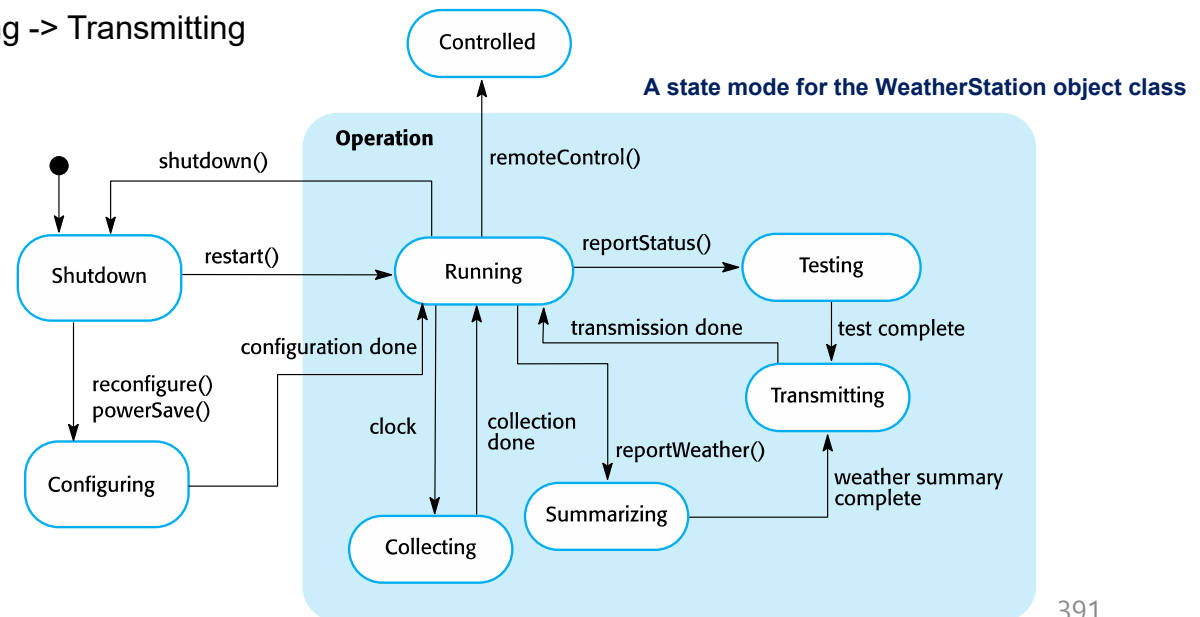 g -> Transmitting
Controlled
A state mode for the WeatherStation object class
Operation
shutdown()
remoteControl()
reportStatus()
restart()
Shutdown
Running
Testing
transmission done
test complete
configuration done
reconfigure()
powerSave()
Transmitting
clock
collection
done
reportWeather()
weather summary
complete
Configuring
Summarizing
Collecting
391